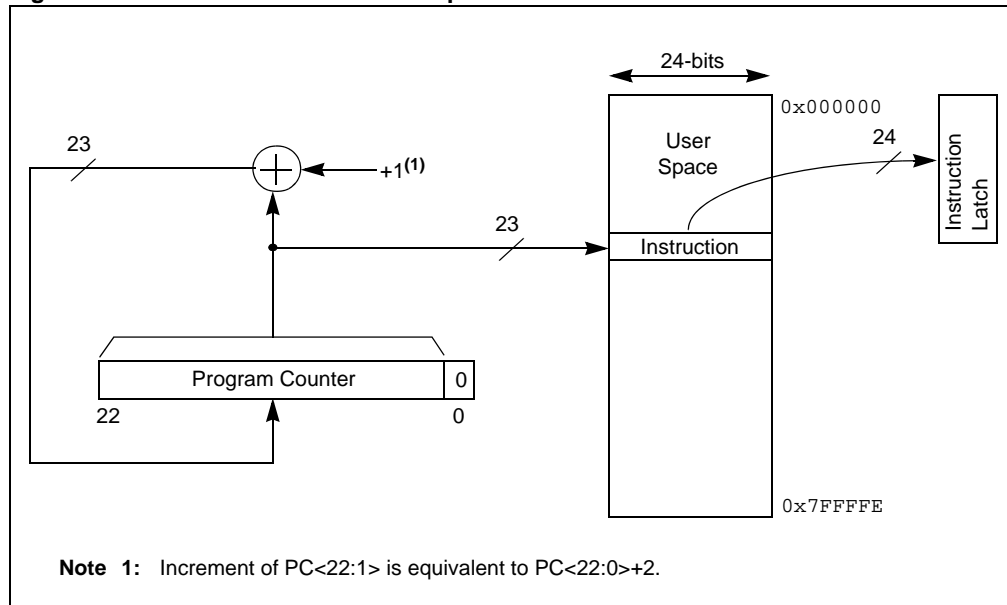 24-bits
0x000000
23
+1(1)
User
Space
24
Instruction
Latch
23
Instruction
Program Counter
0
22
0
0x7FFFFE
Note 1: Increment of PC<22:1> is equivalent to PC<22:0>+2.